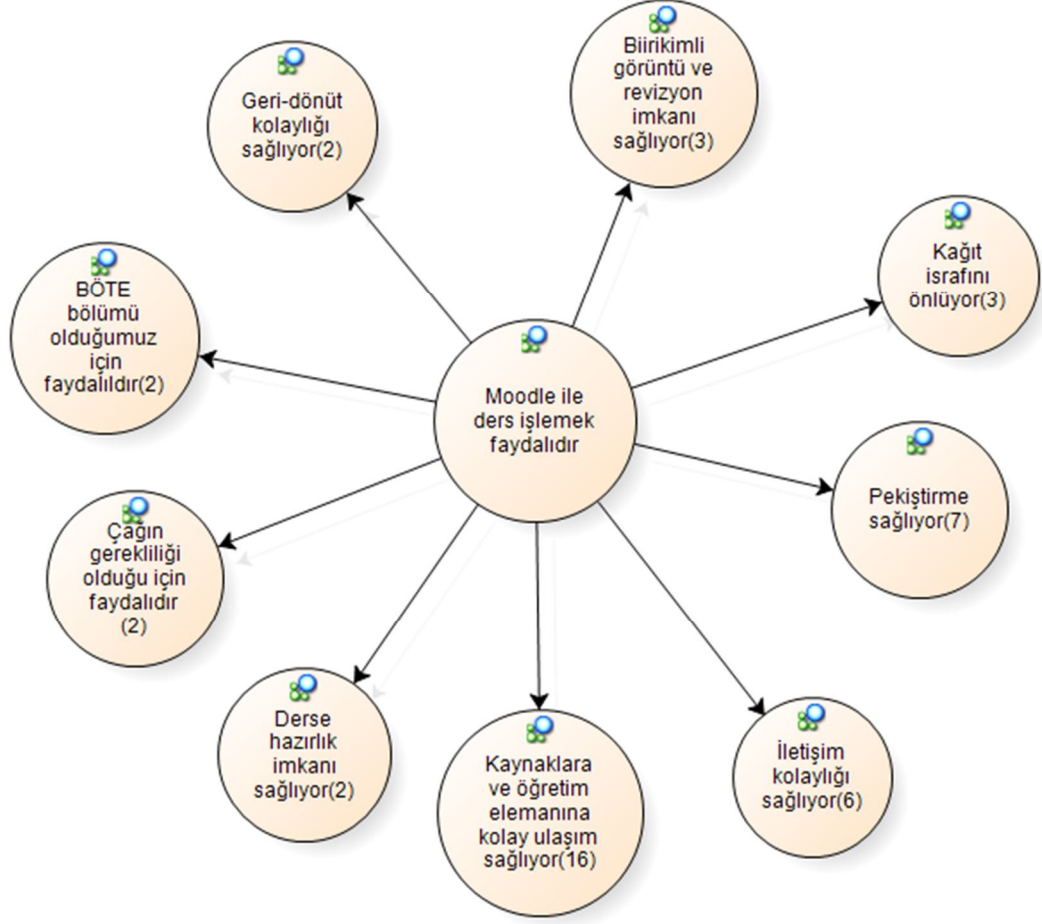 Geri-dönüt
kolaylığı
sağlıyor(2)
Biirikimli
görüntü ve
revizyon
imkanı
sağlıyor(3)
Kağıt
israfını
önlüyor(3)
BÖTE
bölümü
olduğumuz
için
faydalıldır(2)
Moodle ile
ders işlemek
faydalıdır
Pekiştirme
sağlıyor(7)
Çağın
gerekliliği
olduğu için
faydalıdır
(2)
Derse
hazırlık
imkanı
sağlıyor(2)
Kaynaklara
ve öğretim
elemanına
kolay ulaşım
sağlıyor(16)
İletişim
kolaylığı
sağlıyor(6)